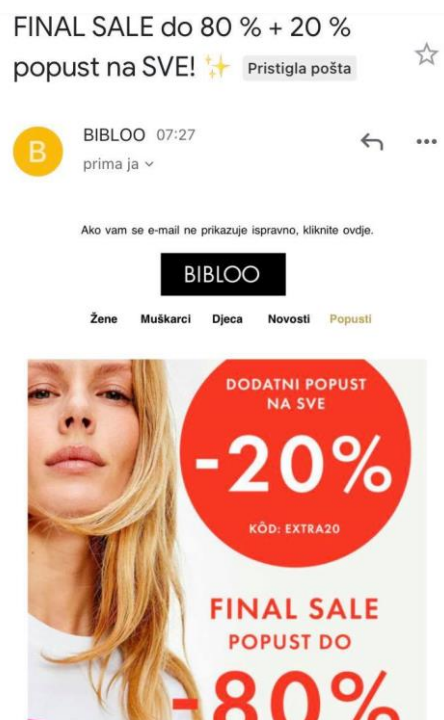 FINAL SALE do 80 % + 20 %
popust na SVE! ✨ Pristigla pošta
B
BIBLOO 07:27
prima ja
Ako vam se e-mail ne prikazuje ispravno, kliknite ovdje.
BIBLOO
Žene Muškarci Djeca Novosti Popusti
DODATNI POPUST
NA SVE
-20%
KÔD: EXTRA20
FINAL SALE
POPUST DO
-80%